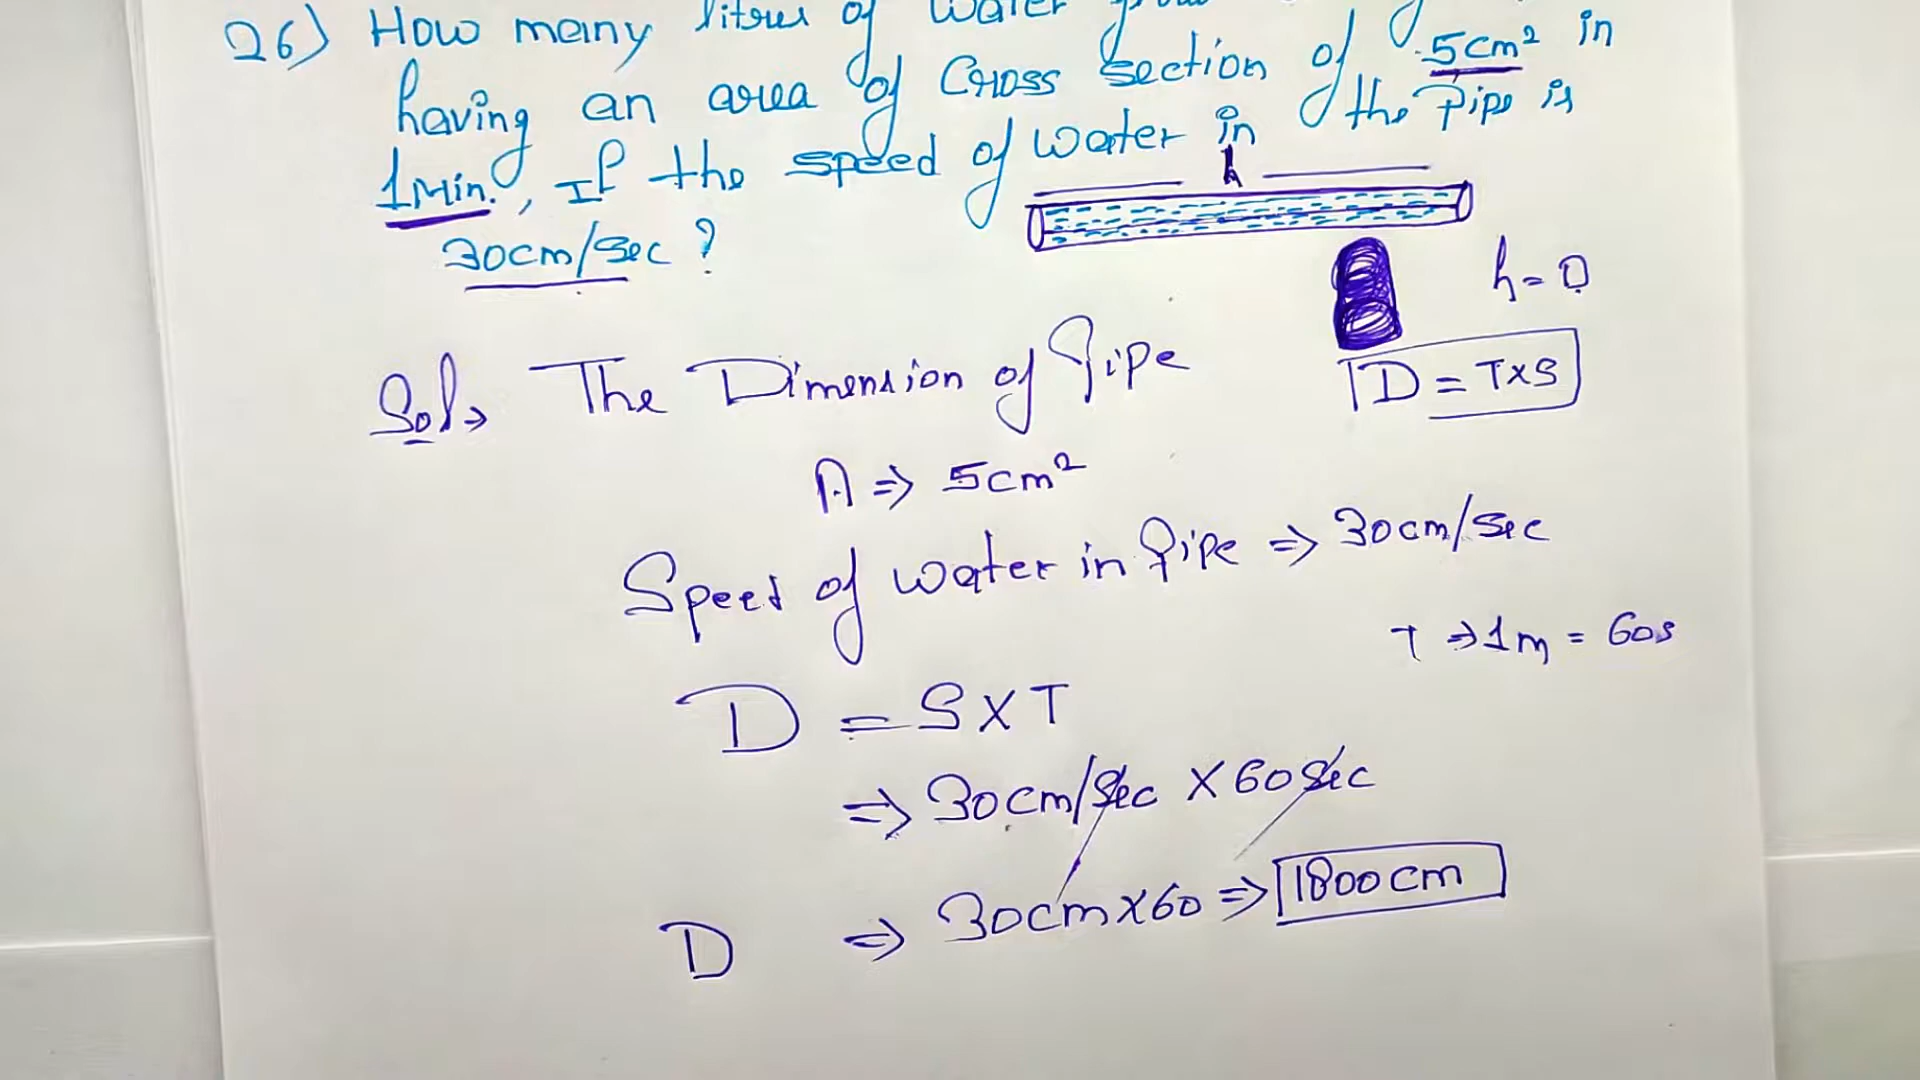 26) How many litres of water
having an area of Cross section of 5cm² in
1Min., If the speed of water in the pipe is
30cm/sec ?
h
h = D
D = T×S
Sol→ The Dimension of Pipe
A ⇒ 5cm²
Speed of water in Pipe ⇒ 30cm/sec
T ⇒ 1m = 60s
D = S×T
⇒ 30cm/sec × 60sec
D ⇒ 30cm×60 ⇒ 1800cm